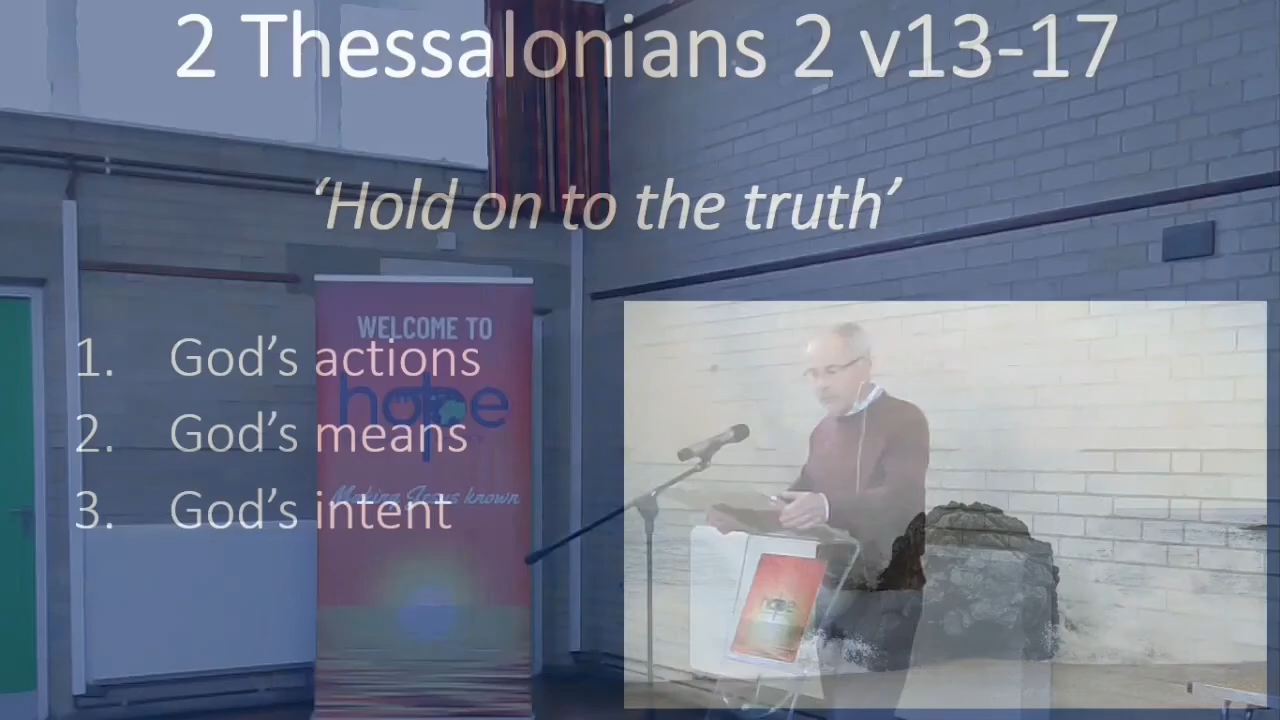 2 Thessalonians 2 v13-17
‘Hold on to the truth’
WELCOME TO
1. God’s actions
hope
2. God’s means
Making Jesus known
3. God’s intent
hope